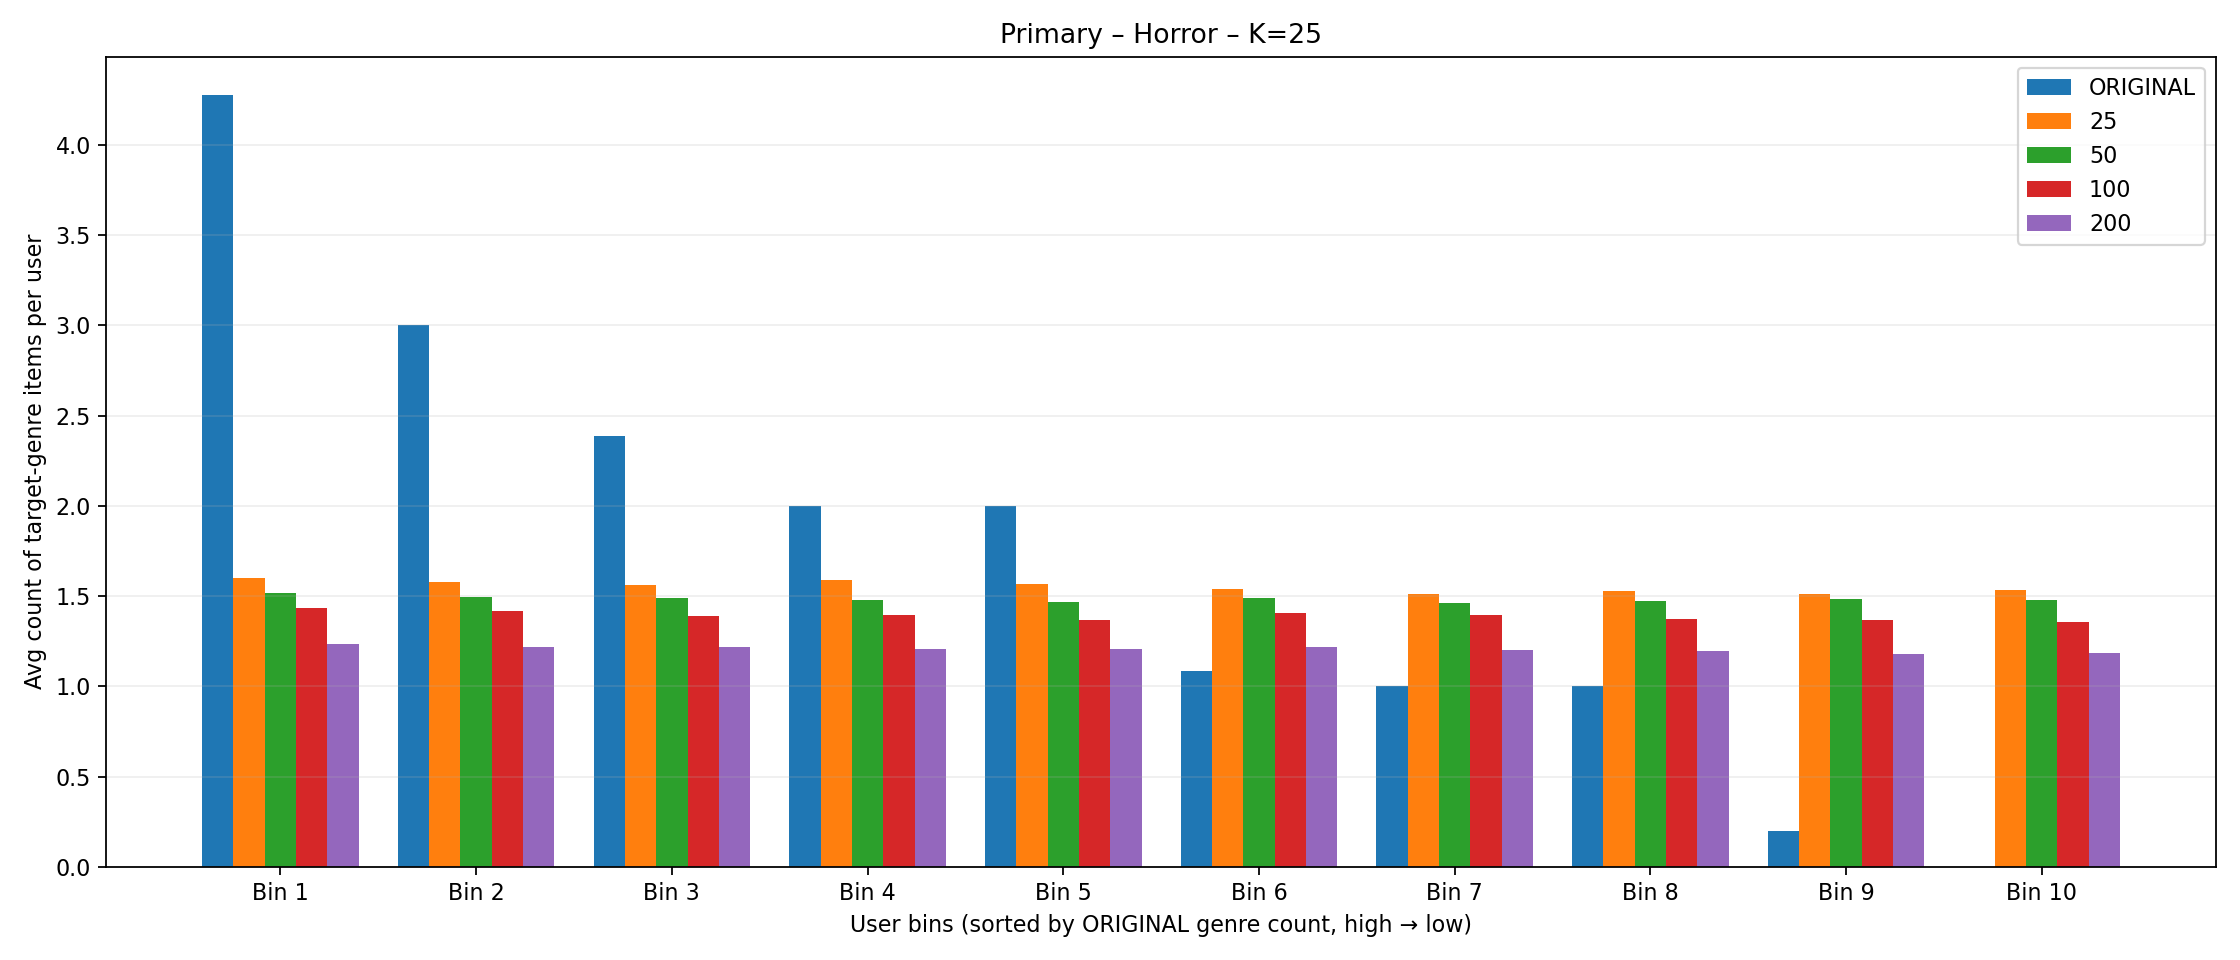 Primary – Horror – K=25
ORIGINAL
25
50
100
200
Avg count of target-genre items per user
4.0
3.5
3.0
2.5
2.0
1.5
1.0
0.5
0.0
Bin 1 Bin 2 Bin 3 Bin 4 Bin 5 Bin 6 Bin 7 Bin 8 Bin 9 Bin 10
User bins (sorted by ORIGINAL genre count, high → low)